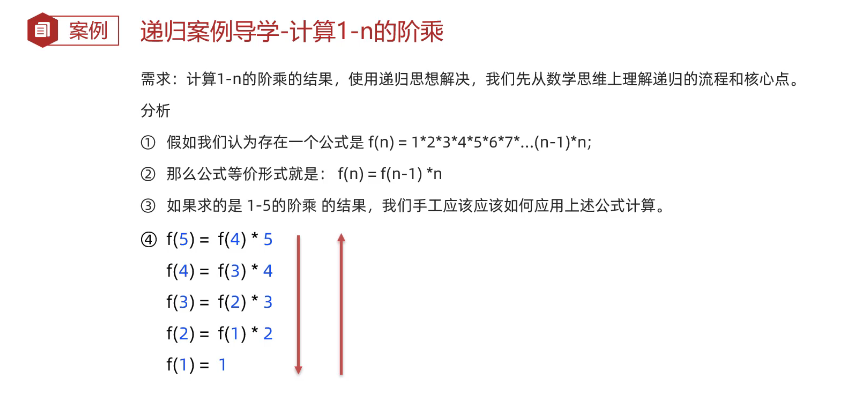 案例
递归案例导学-计算1-n的阶乘
需求：计算1-n的阶乘的结果，使用递归思想解决，我们先从数学思维上理解递归的流程和核心点。
分析
① 假如我们认为存在一个公式是 f(n) = 1*2*3*4*5*6*7*…(n-1)*n;
② 那么公式等价形式就是： f(n) = f(n-1) *n
③ 如果求的是 1-5的阶乘 的结果，我们手工应该应该如何应用上述公式计算。
④ f(5) = f(4) * 5
f(4) = f(3) * 4
f(3) = f(2) * 3
f(2) = f(1) * 2
f(1) = 1